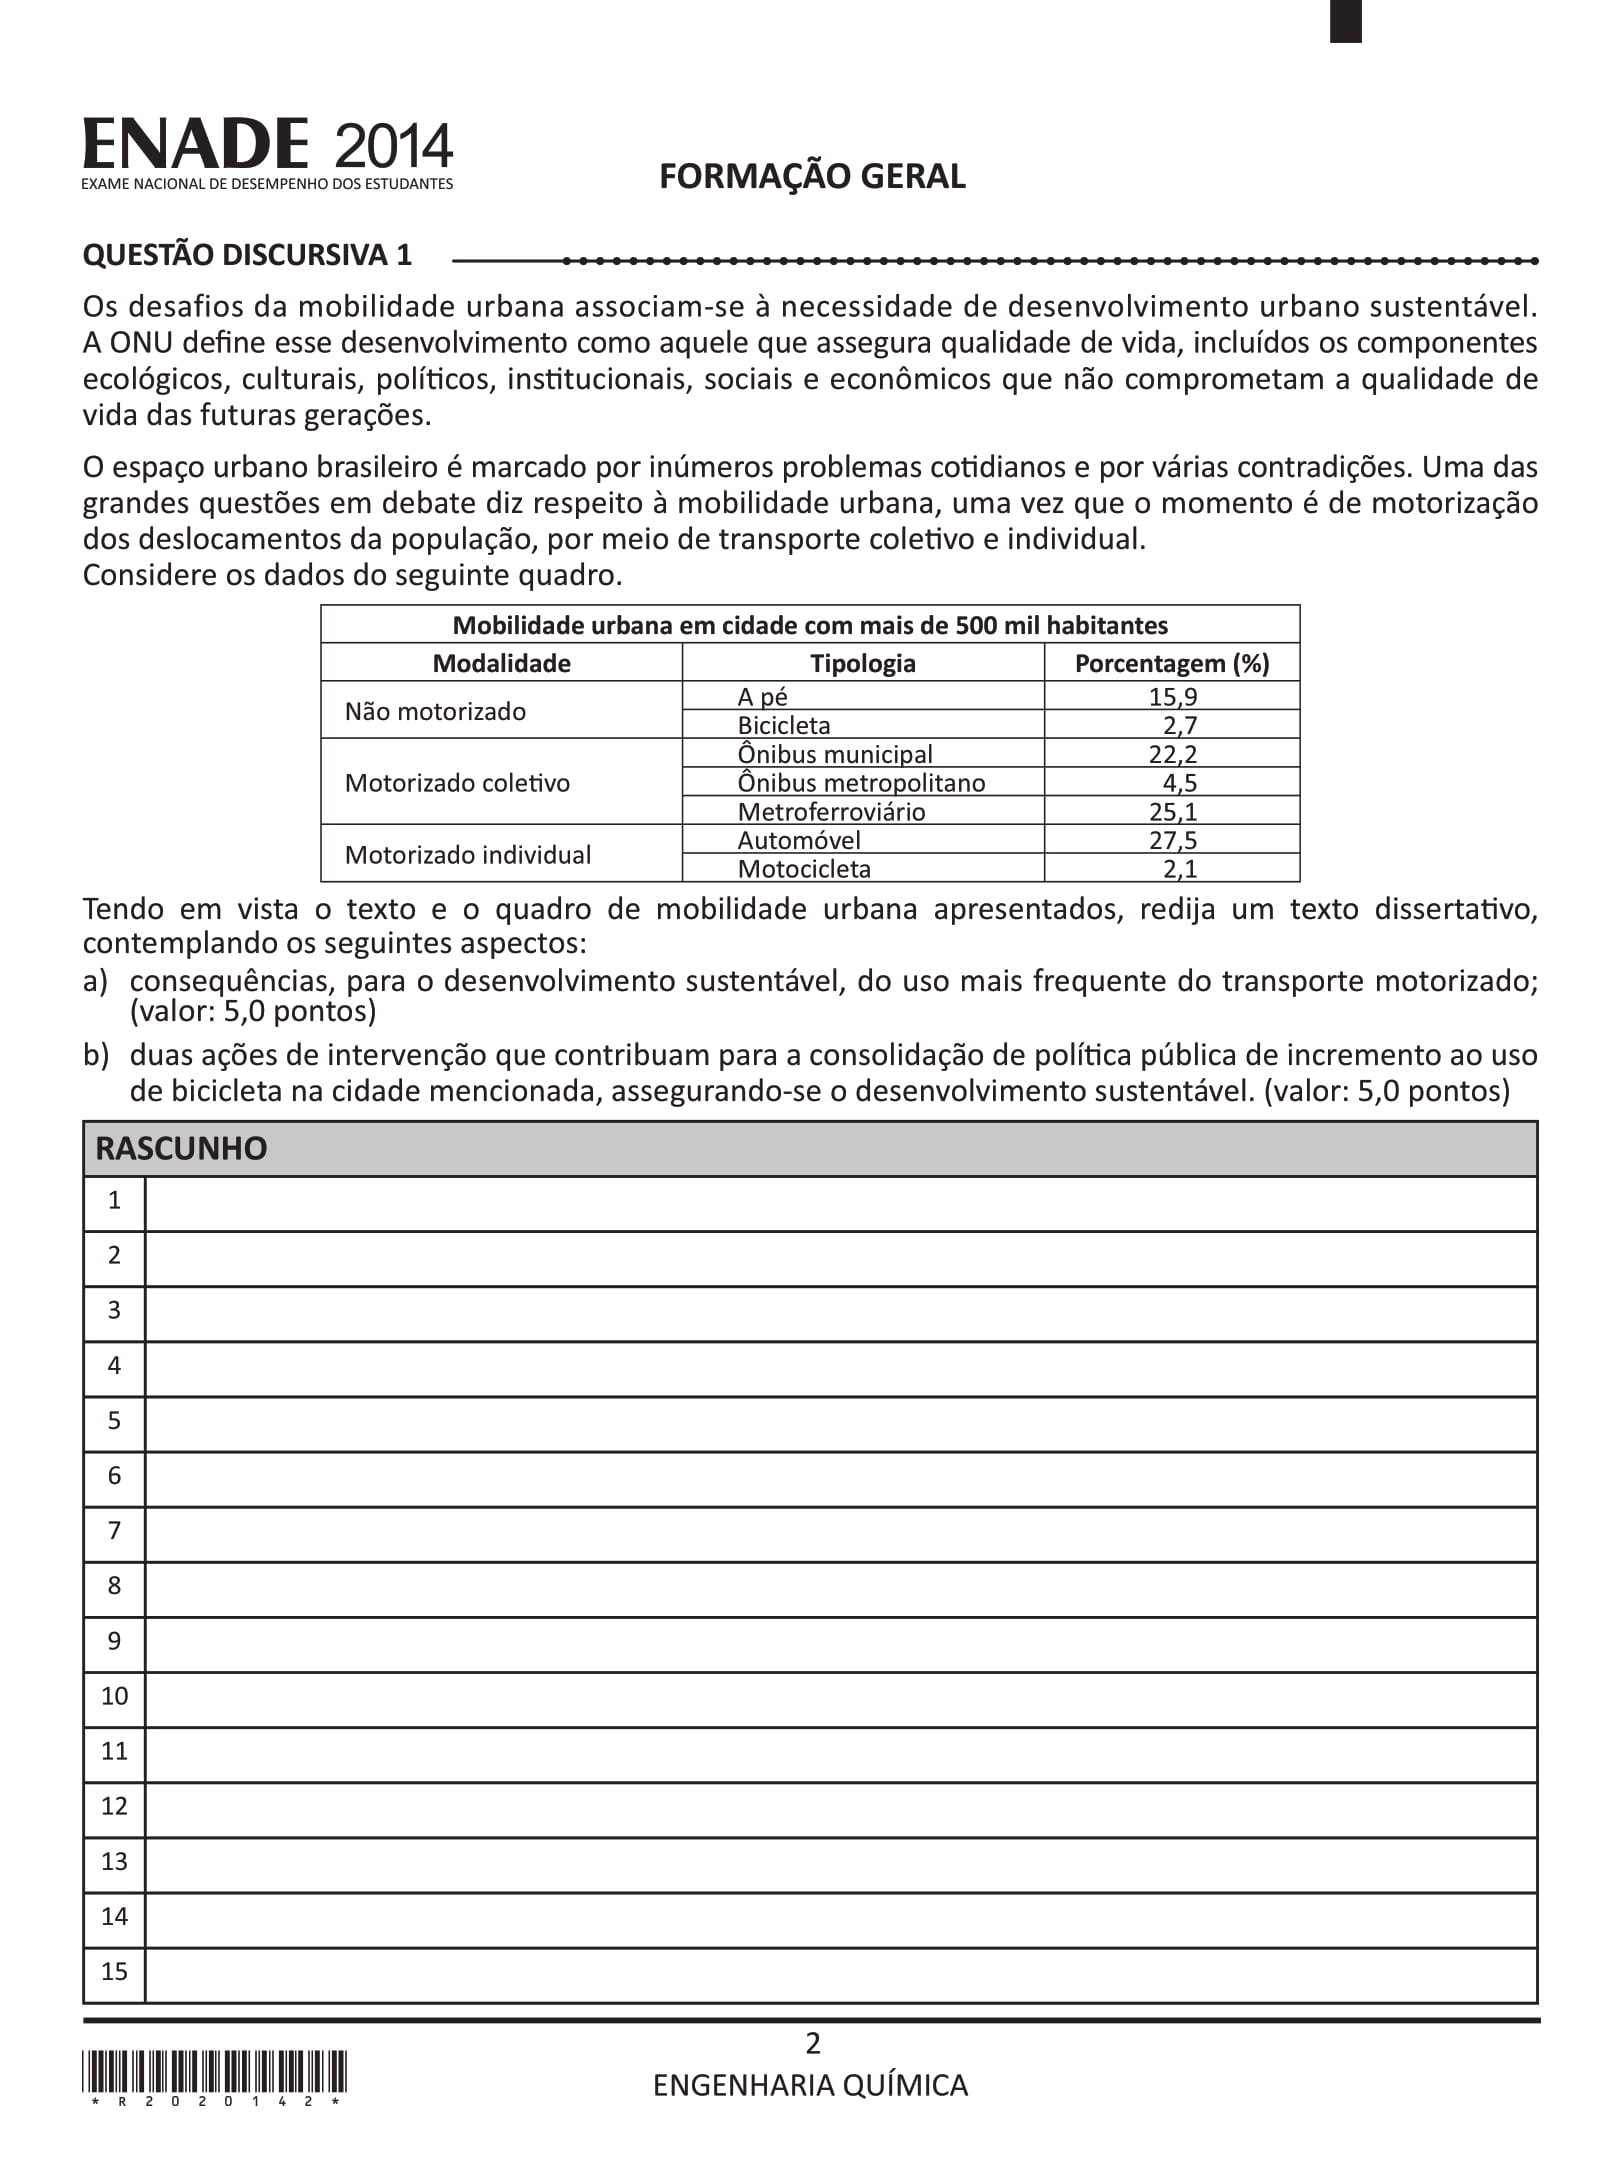 ENADE 2014
EXAME NACIONAL DE DESEMPENHO DOS ESTUDANTES
FORMAÇÃO GERAL
QUESTÃO DISCURSIVA 1
Os desafios da mobilidade urbana associam-se à necessidade de desenvolvimento urbano sustentável.
A ONU define esse desenvolvimento como aquele que assegura qualidade de vida, incluídos os componentes
ecológicos, culturais, políticos, institucionais, sociais e econômicos que não comprometam a qualidade de
vida das futuras gerações.
O espaço urbano brasileiro é marcado por inúmeros problemas cotidianos e por várias contradições. Uma das
grandes questões em debate diz respeito à mobilidade urbana, uma vez que o momento é de motorização
dos deslocamentos da população, por meio de transporte coletivo e individual.
Considere os dados do seguinte quadro.
Mobilidade urbana em cidade com mais de 500 mil habitantes
Modalidade Tipologia Porcentagem (%)
Não motorizado
A pé 15,9
Bicicleta 2,7
Motorizado coletivo
Ônibus municipal 22,2
Ônibus metropolitano 4,5
Metroferroviário 25,1
Motorizado individual
Automóvel 27,5
Motocicleta 2,1
Tendo em vista o texto e o quadro de mobilidade urbana apresentados, redija um texto dissertativo,
contemplando os seguintes aspectos:
a) consequências, para o desenvolvimento sustentável, do uso mais frequente do transporte motorizado;
(valor: 5,0 pontos)
b) duas ações de intervenção que contribuam para a consolidação de política pública de incremento ao uso
de bicicleta na cidade mencionada, assegurando-se o desenvolvimento sustentável. (valor: 5,0 pontos)
RASCUNHO
1
2
3
4
5
6
7
8
9
10
11
12
13
14
15
2
ENGENHARIA QUÍMICA
*R2020142*